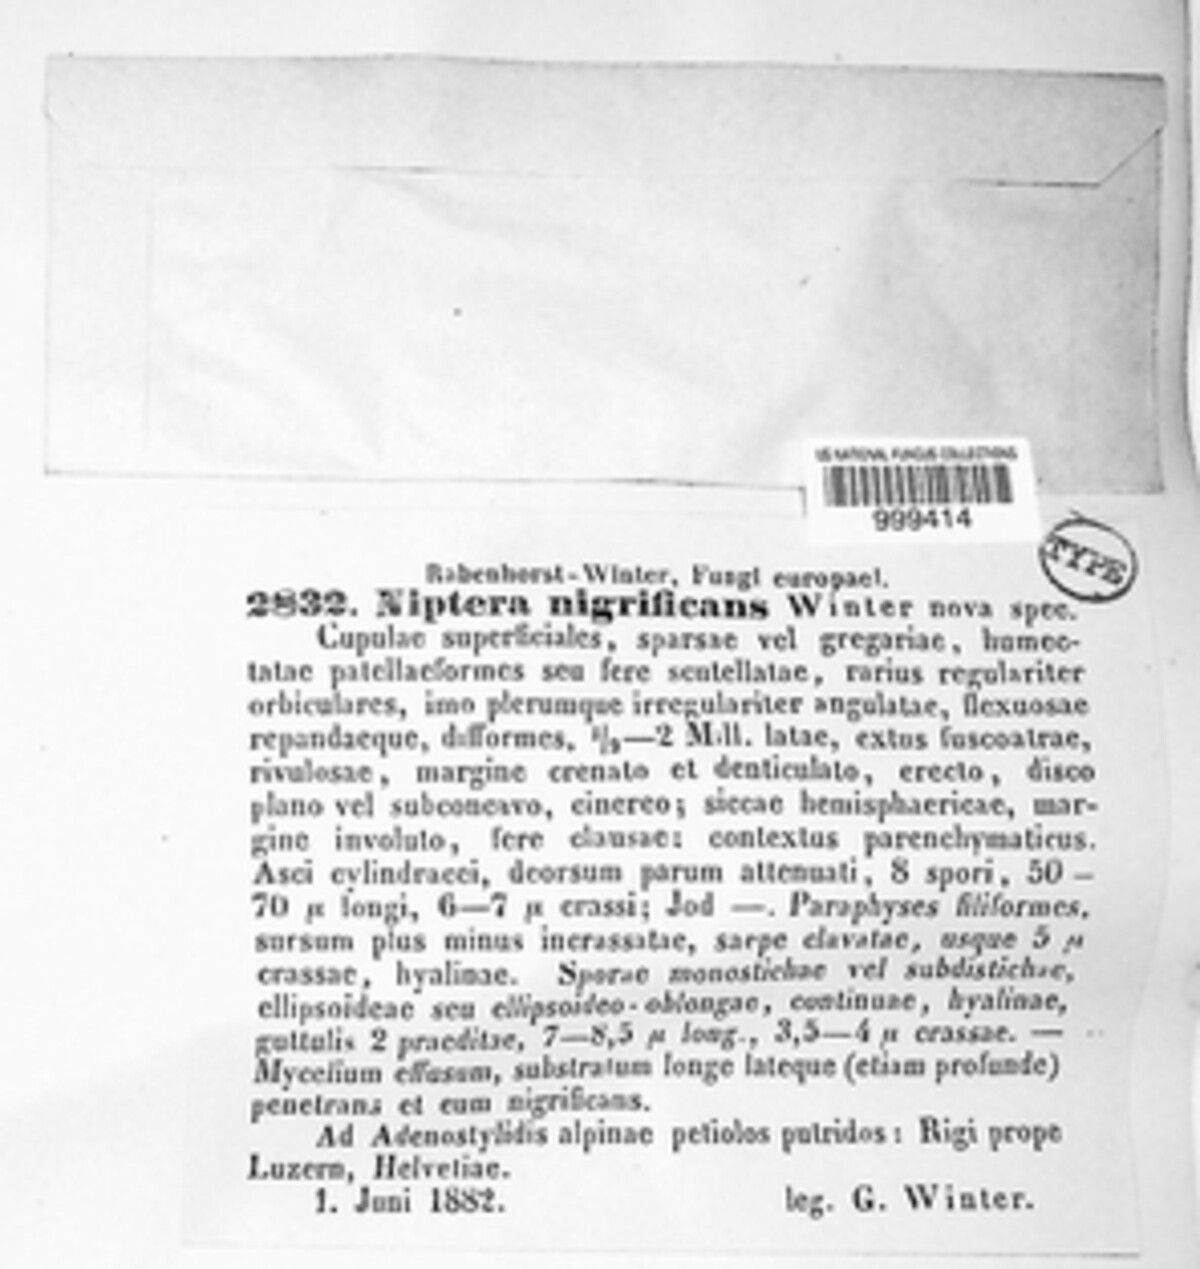 US NATIONAL FUNGUS COLLECTIONS
999414
TYPE
Rabenhorst-Winter, Fungi europaei.
2832. Niptera nigrificans Winter nova spec.
Cupulae superficiales, sparsae vel gregariae, humec-
tatae patellaeformes seu fere scutellatae, rarius regulariter
orbiculares, imo plerumque irregulariter angulatae, flexuosae
repandaeque, difformes, —2 Mill. latae, extus fuscoatrae,
rivulosae, margine crenato et denticulato, erecto, disco
plano vel subconcavo, cinereo; siccae hemisphaericae, mar-
gine involuto, fere clausae: contextus parenchymaticus.
Asci cylindracei, deorsum parum attenuati, 8 spori, 50—
70 µ longi, 6—7 µ crassi; Jod —. Paraphyses filiformes,
sursum plus minus incrassatae, saepe clavatae, usque 5 µ
crassae, hyalinae. Sporae monostichae vel subdistichae,
ellipsoideae seu ellipsoideo-oblongae, continuae, hyalinae,
guttulis 2 praeditae, 7—8,5 µ long., 3,5—4 µ crassae. —
Mycelium effusum, substratum longe lateque (etiam profunde)
penetrans et eum nigrificans.
Ad Adenostylidis alpinae petiolos putridos: Rigi prope
Luzern, Helvetiae.
1. Juni 1882. leg. G. Winter.